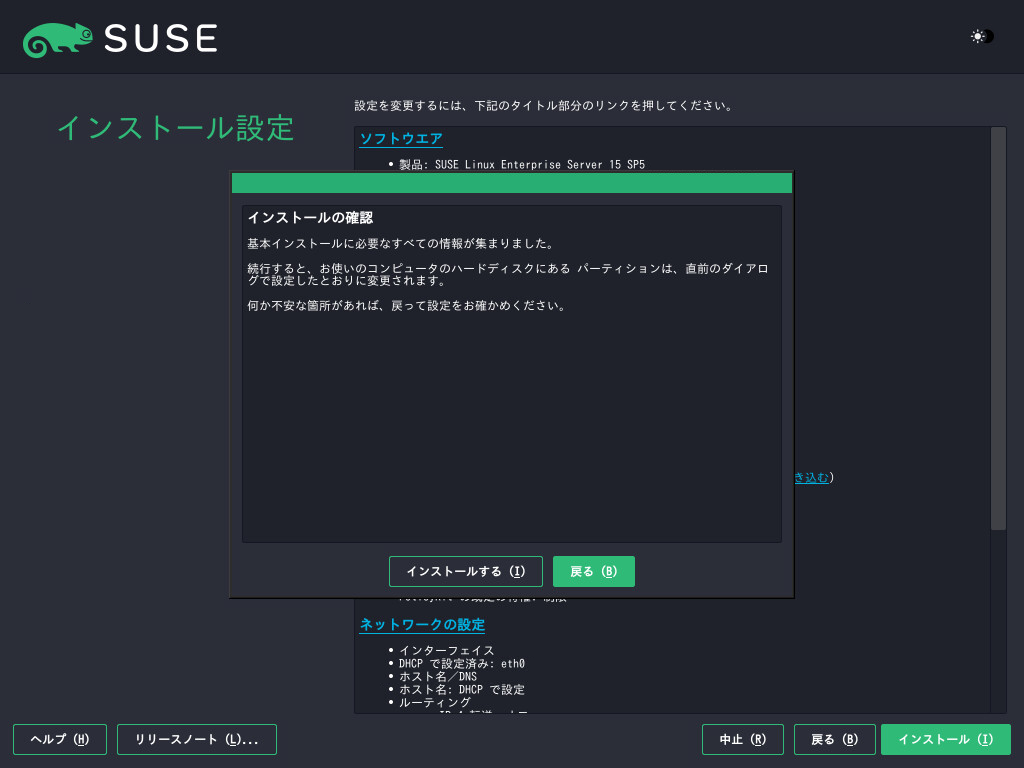 SUSE
インストール設定
設定を変更するには、下記のタイトル部分のリンクを押してください。
ソフトウエア
• 製品: SUSE Linux Enterprise Server 15 SP5
インストールの確認
基本インストールに必要なすべての情報が集まりました。
続行すると、お使いのコンピュータのハードディスクにある パーティションは、直前のダイアロ
グで設定したとおりに変更されます。
何か不安な箇所があれば、戻って設定をお確かめください。
き込む)
インストールする (I)
戻る (B)
ネットワークの設定
• インターフェイス
• DHCP で設定済み: eth0
• ホスト名/DNS
• ホスト名: DHCP で設定
• ルーティング
ヘルプ (H)
リリースノート (L)...
中止 (R)
戻る (B)
インストール (I)